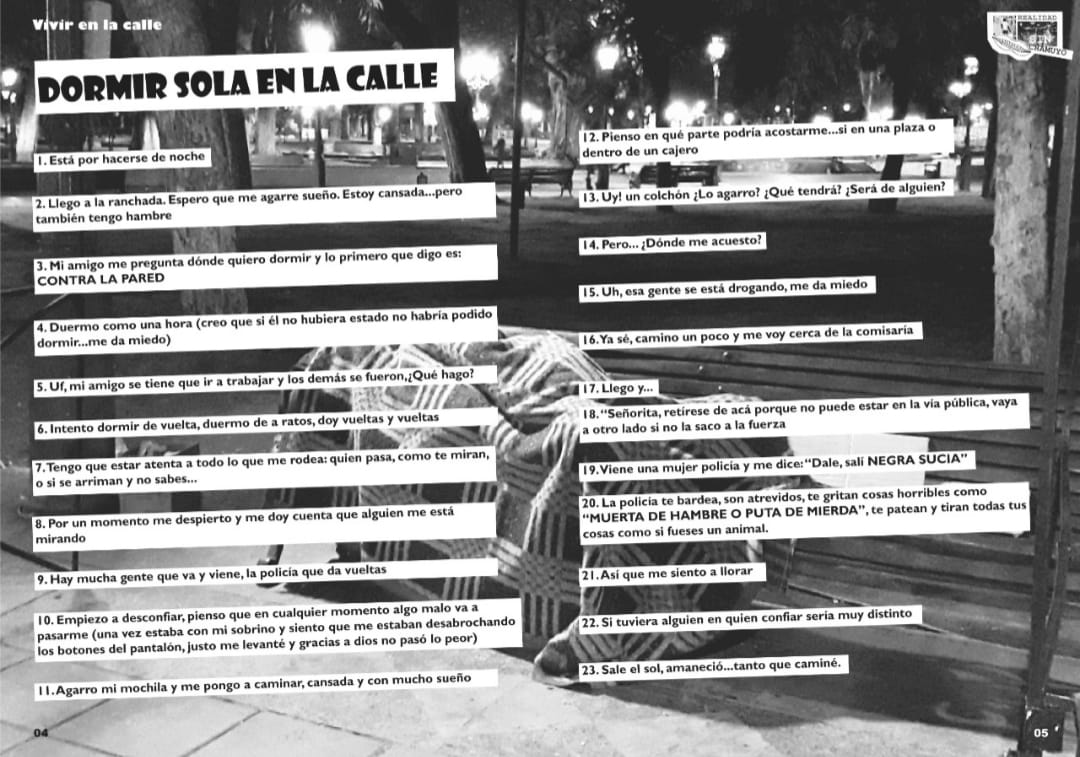 Vivir en la calle
REALIDAD
SIN
CHAMUYO
DORMIR SOLA EN LA CALLE
1. Está por hacerse de noche
2. Llego a la ranchada. Espero que me agarre sueño. Estoy cansada...pero
también tengo hambre
3. Mi amigo me pregunta dónde quiero dormir y lo primero que digo es:
CONTRA LA PARED
4. Duermo como una hora (creo que si él no hubiera estado no habría podido
dormir...me da miedo)
5. Uf, mi amigo se tiene que ir a trabajar y los demás se fueron,¿Qué hago?
6. Intento dormir de vuelta, duermo de a ratos, doy vueltas y vueltas
7. Tengo que estar atenta a todo lo que me rodea: quien pasa, como te miran,
o si se arriman y no sabes...
8. Por un momento me despierto y me doy cuenta que alguien me está
mirando
9. Hay mucha gente que va y viene, la policía que da vueltas
10. Empiezo a desconfiar, pienso que en cualquier momento algo malo va a
pasarme (una vez estaba con mi sobrino y siento que me estaban desabrochando
los botones del pantalón, justo me levanté y gracias a dios no pasó lo peor)
11. Agarro mi mochila y me pongo a caminar, cansada y con mucho sueño
04
12. Pienso en qué parte podría acostarme...si en una plaza o
dentro de un cajero
13. Uy! un colchón ¿Lo agarro? ¿Qué tendrá? ¿Será de alguien?
14. Pero... ¿Dónde me acuesto?
15. Uh, esa gente se está drogando, me da miedo
16. Ya sé, camino un poco y me voy cerca de la comisaría
17. Llego y...
18. "Señorita, retírese de acá porque no puede estar en la vía pública, vaya
a otro lado si no la saco a la fuerza
19. Viene una mujer policía y me dice: "Dale, salí NEGRA SUCIA"
20. La policía te bardea, son atrevidos, te gritan cosas horribles como
"MUERTA DE HAMBRE O PUTA DE MIERDA", te patean y tiran todas tus
cosas como si fueses un animal.
21. Así que me siento a llorar
22. Si tuviera alguien en quien confiar sería muy distinto
23. Sale el sol, amaneció...tanto que caminé.
05